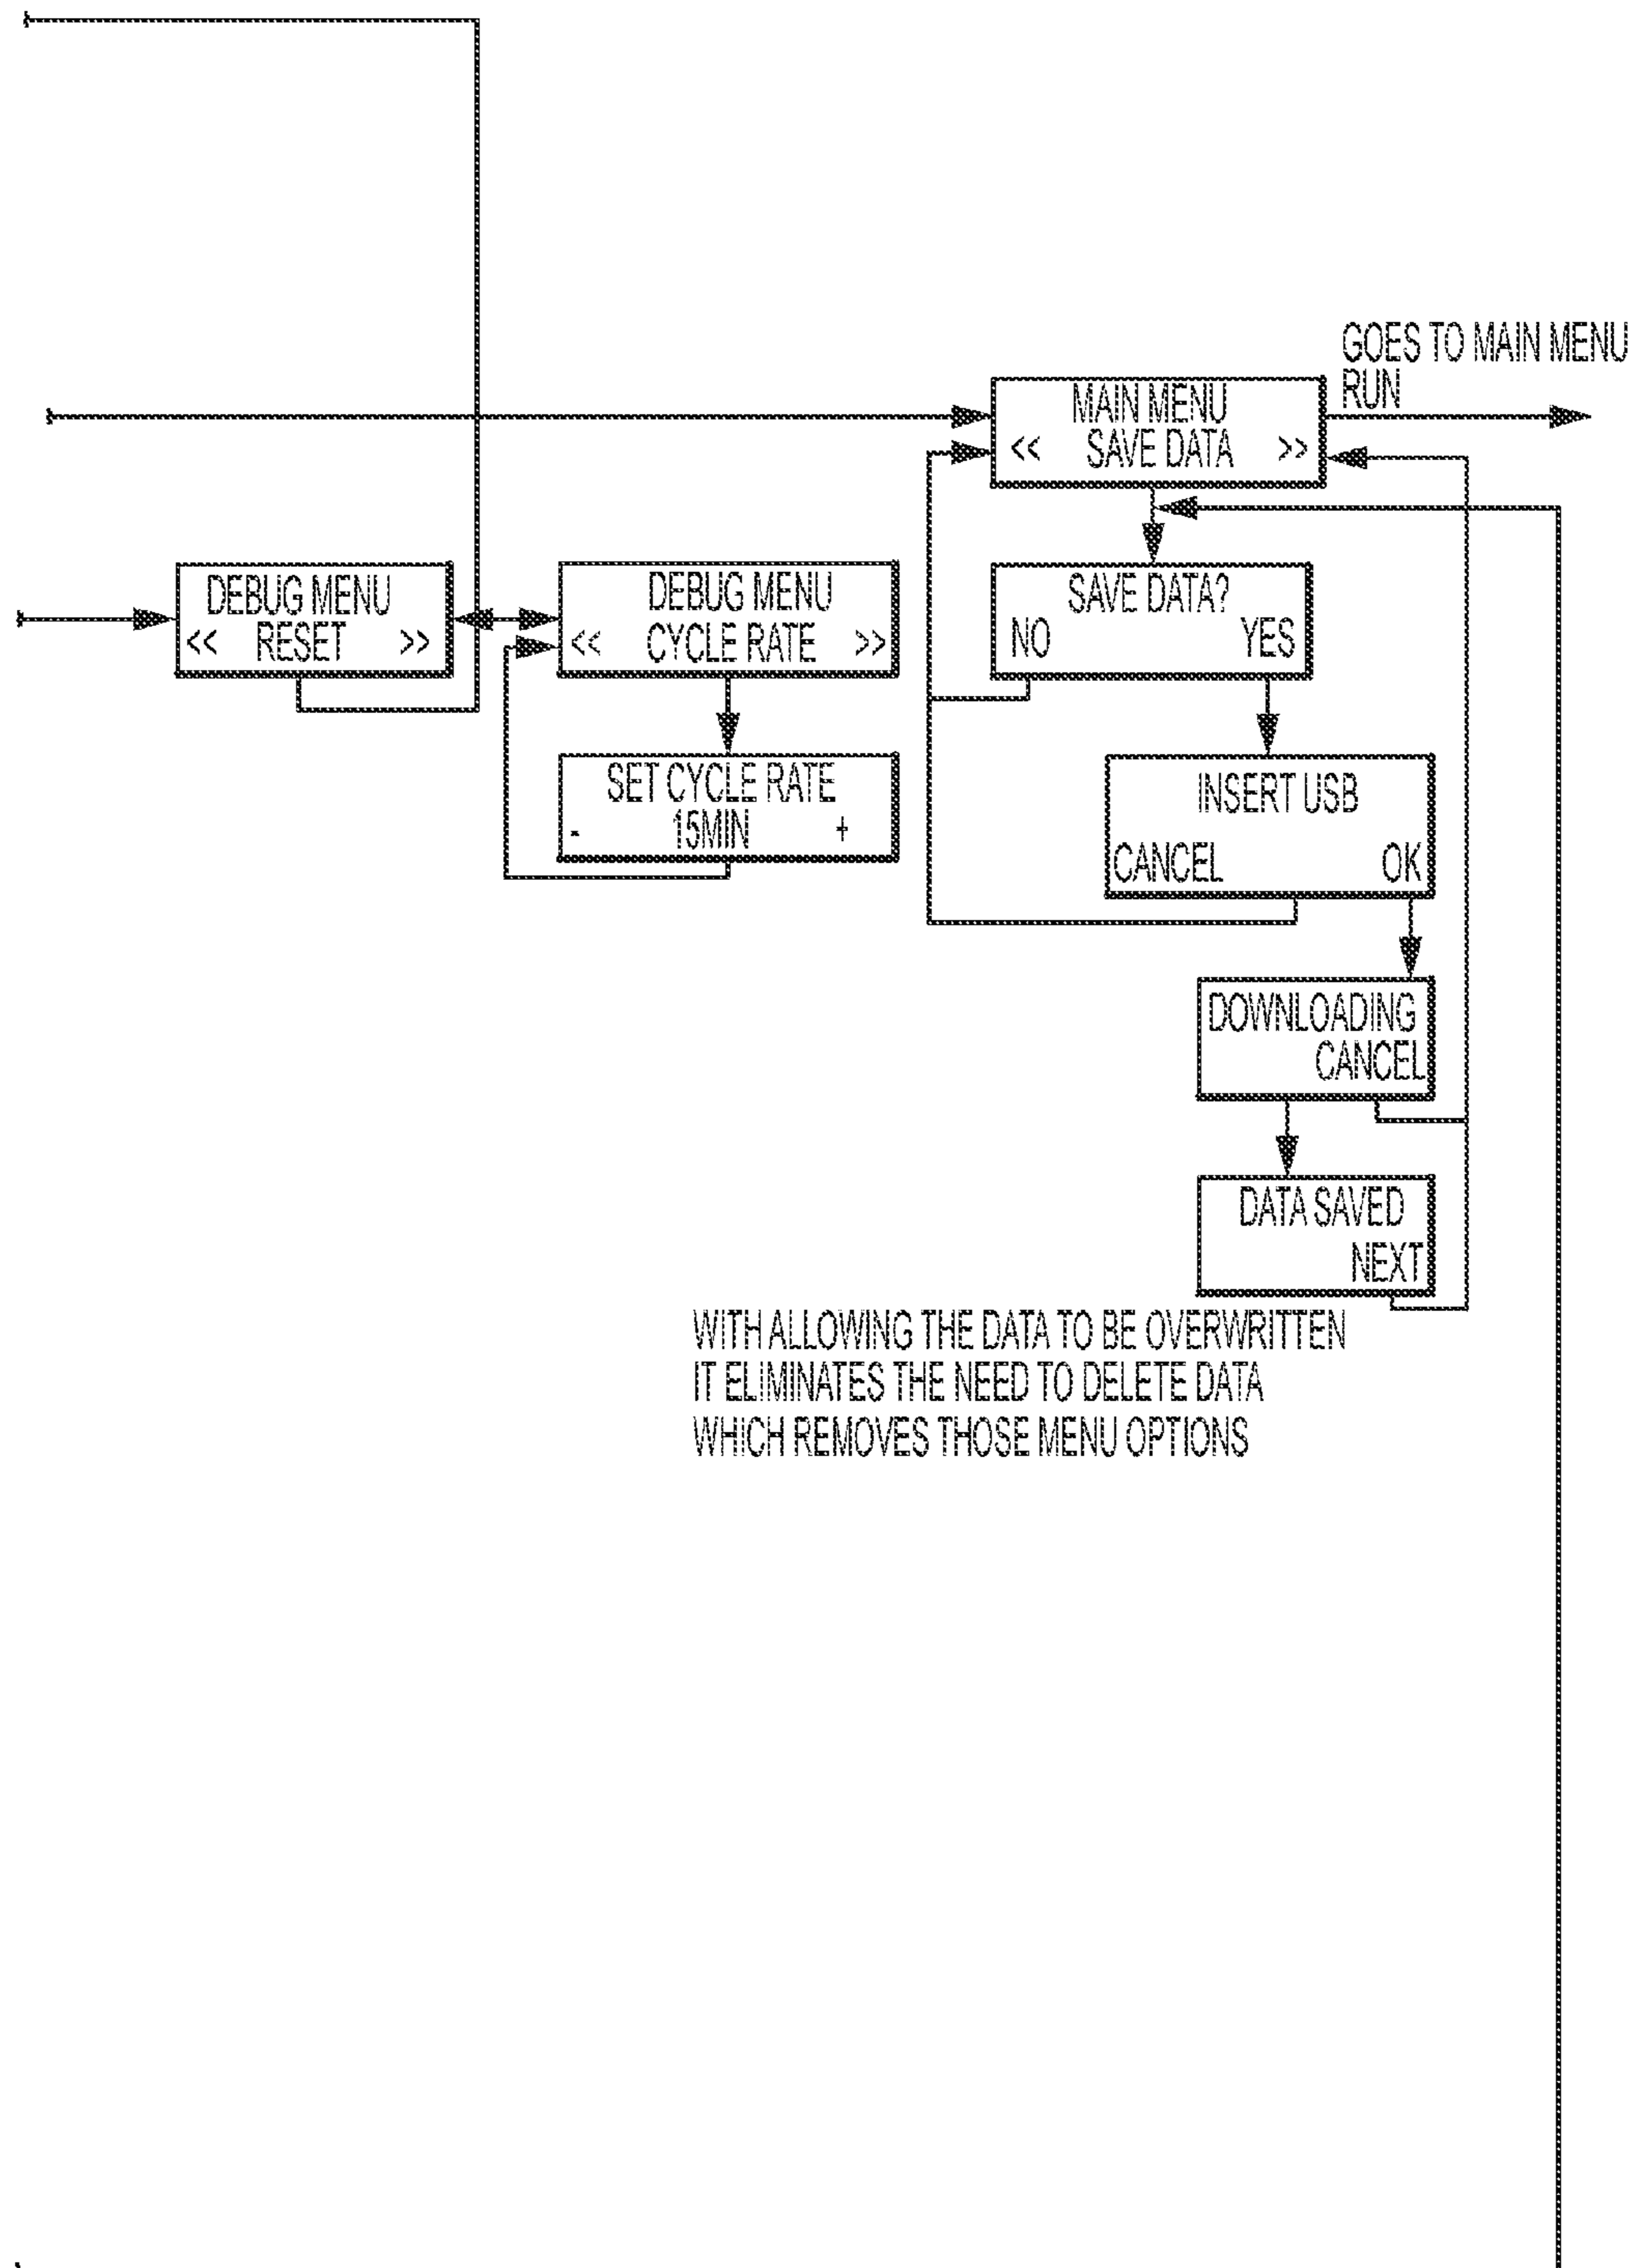 GOES TO MAIN MENU
RUN
MAIN MENU
<< SAVE DATA >>
DEBUG MENU
<< RESET >>
DEBUG MENU
<< CYCLE RATE >>
SAVE DATA?
NO YES
SET CYCLE RATE
- 15MIN +
INSERT USB
CANCEL OK
DOWNLOADING
CANCEL
DATA SAVED
NEXT
WITH ALLOWING THE DATA TO BE OVERWRITTEN
IT ELIMINATES THE NEED TO DELETE DATA
WHICH REMOVES THOSE MENU OPTIONS